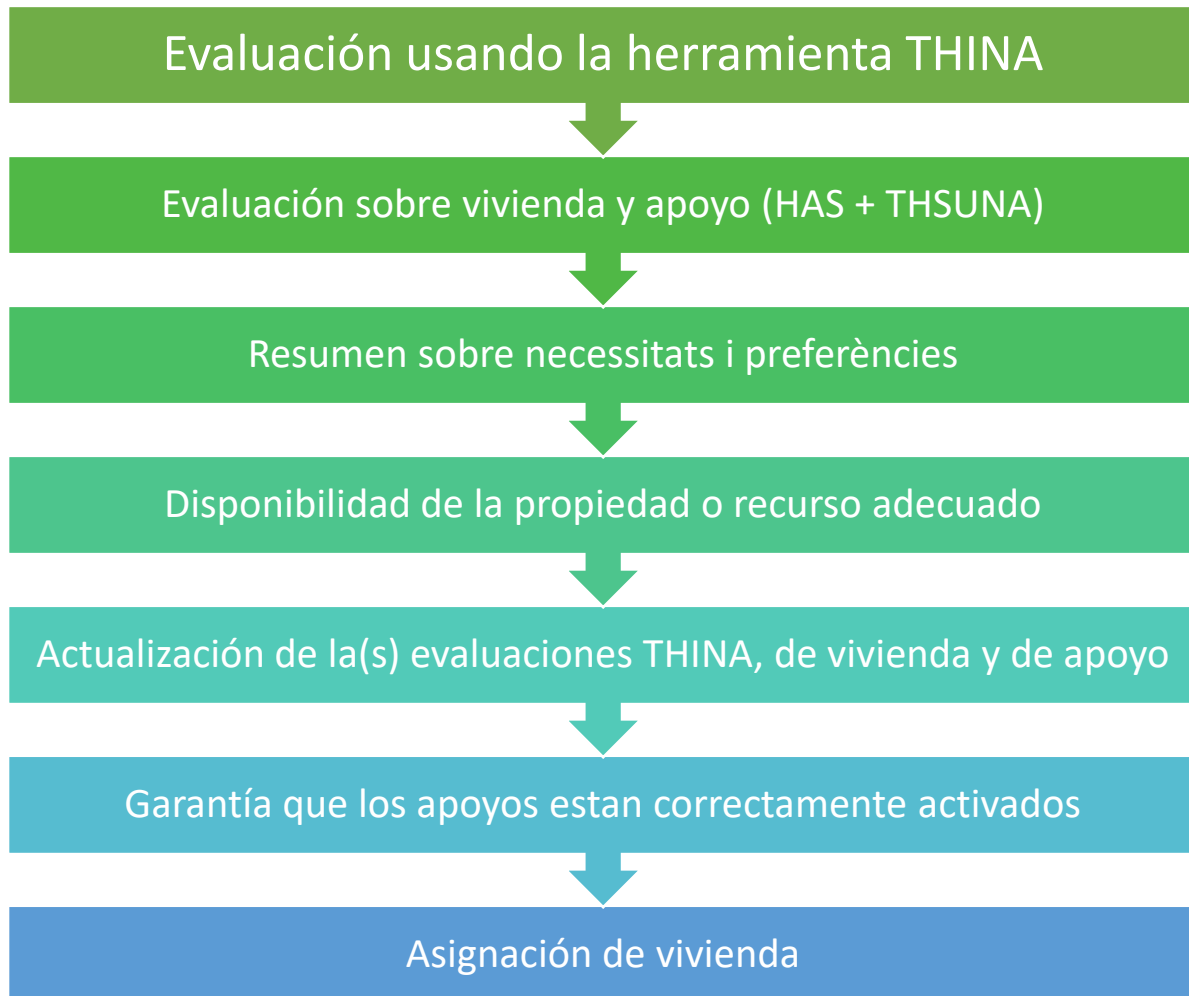 Evaluación usando la herramienta THINA
Evaluación sobre vivienda y apoyo (HAS + THSUNA)
Resumen sobre necessitats i preferències
Disponibilidad de la propiedad o recurso adecuado
Actualización de la(s) evaluaciones THINA, de vivienda y de apoyo
Garantía que los apoyos estan correctamente activados
Asignación de vivienda